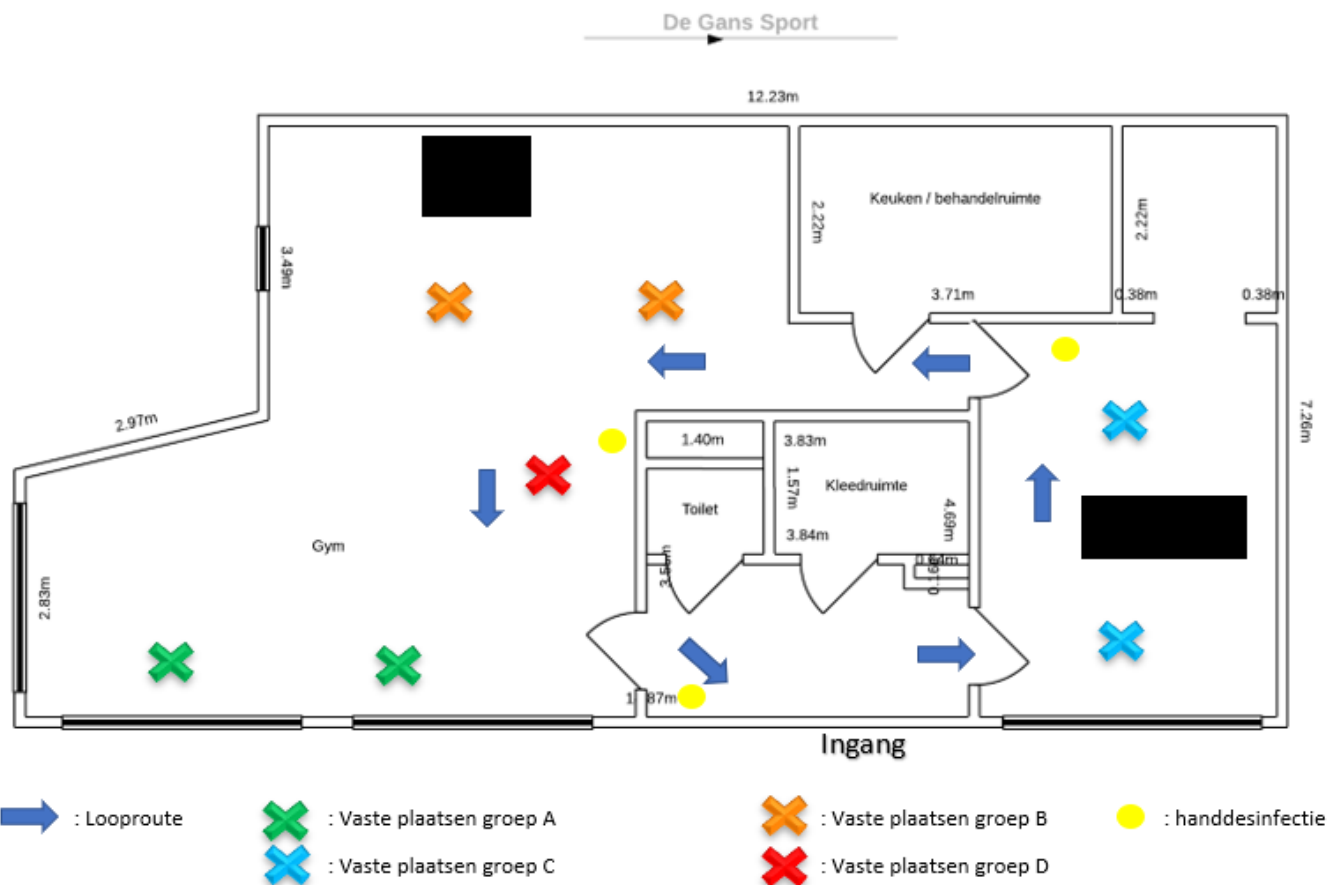 De Gans Sport
12.23m
Keuken / behandelruimte
2.22m
2.22m
3.49m
3.71m
0.38m
0.38m
2.97m
7.26m
1.40m
3.83m
1.57m
Kleedruimte
Toilet
4.69m
3.84m
Gym
2.83m
Ingang
: Looproute
: Vaste plaatsen groep A
: Vaste plaatsen groep B
: handdesinfectie
: Vaste plaatsen groep C
: Vaste plaatsen groep D